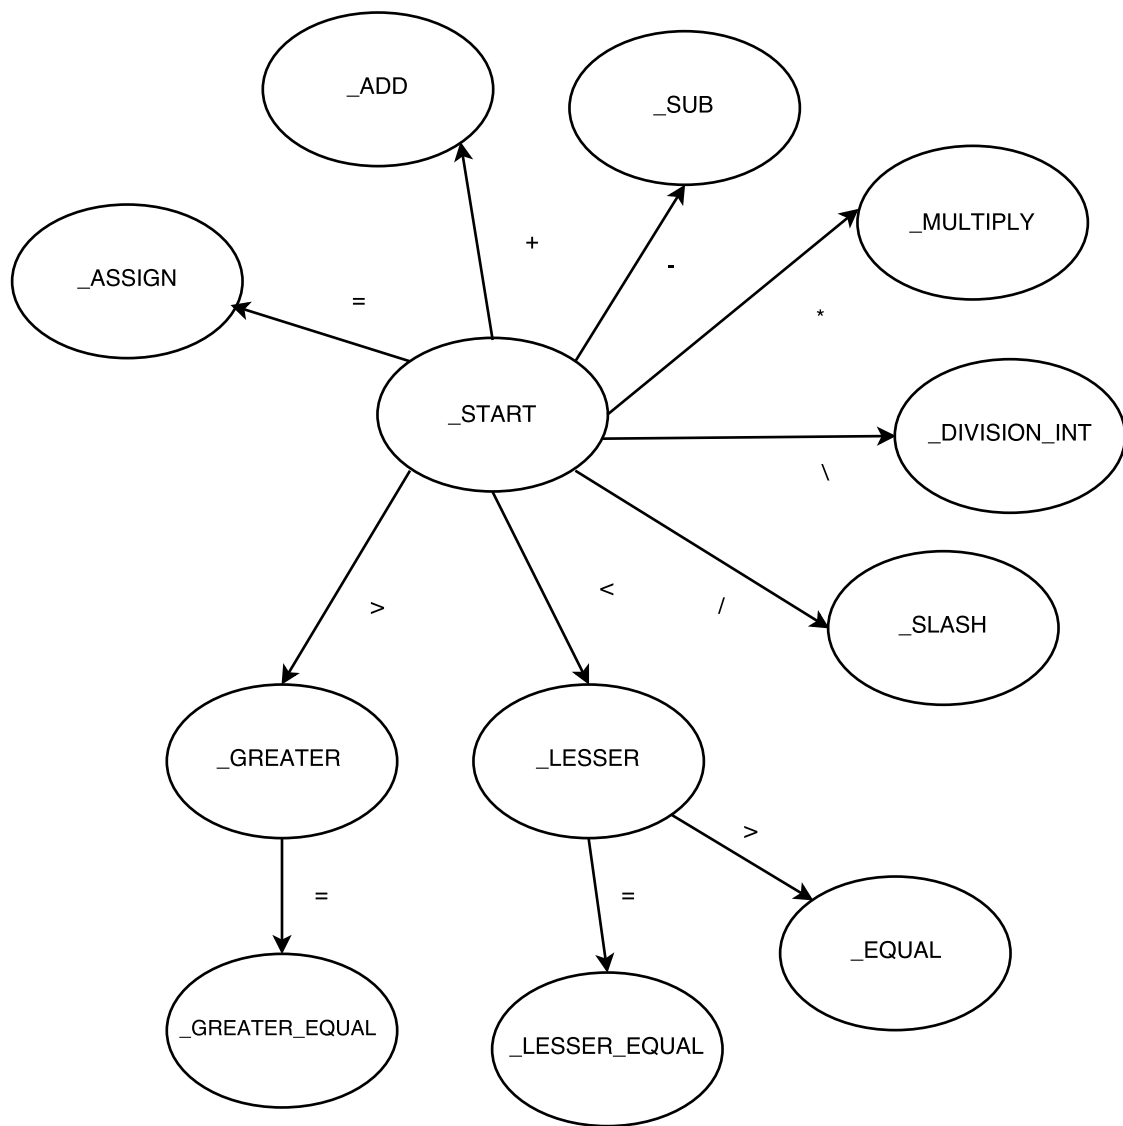 _ADD
_SUB
_MULTIPLY
_ASSIGN
+
-
=
*
_START
_DIVISION_INT
\
>
<
/
_SLASH
_GREATER
_LESSER
>
=
=
_EQUAL
_GREATER_EQUAL
_LESSER_EQUAL